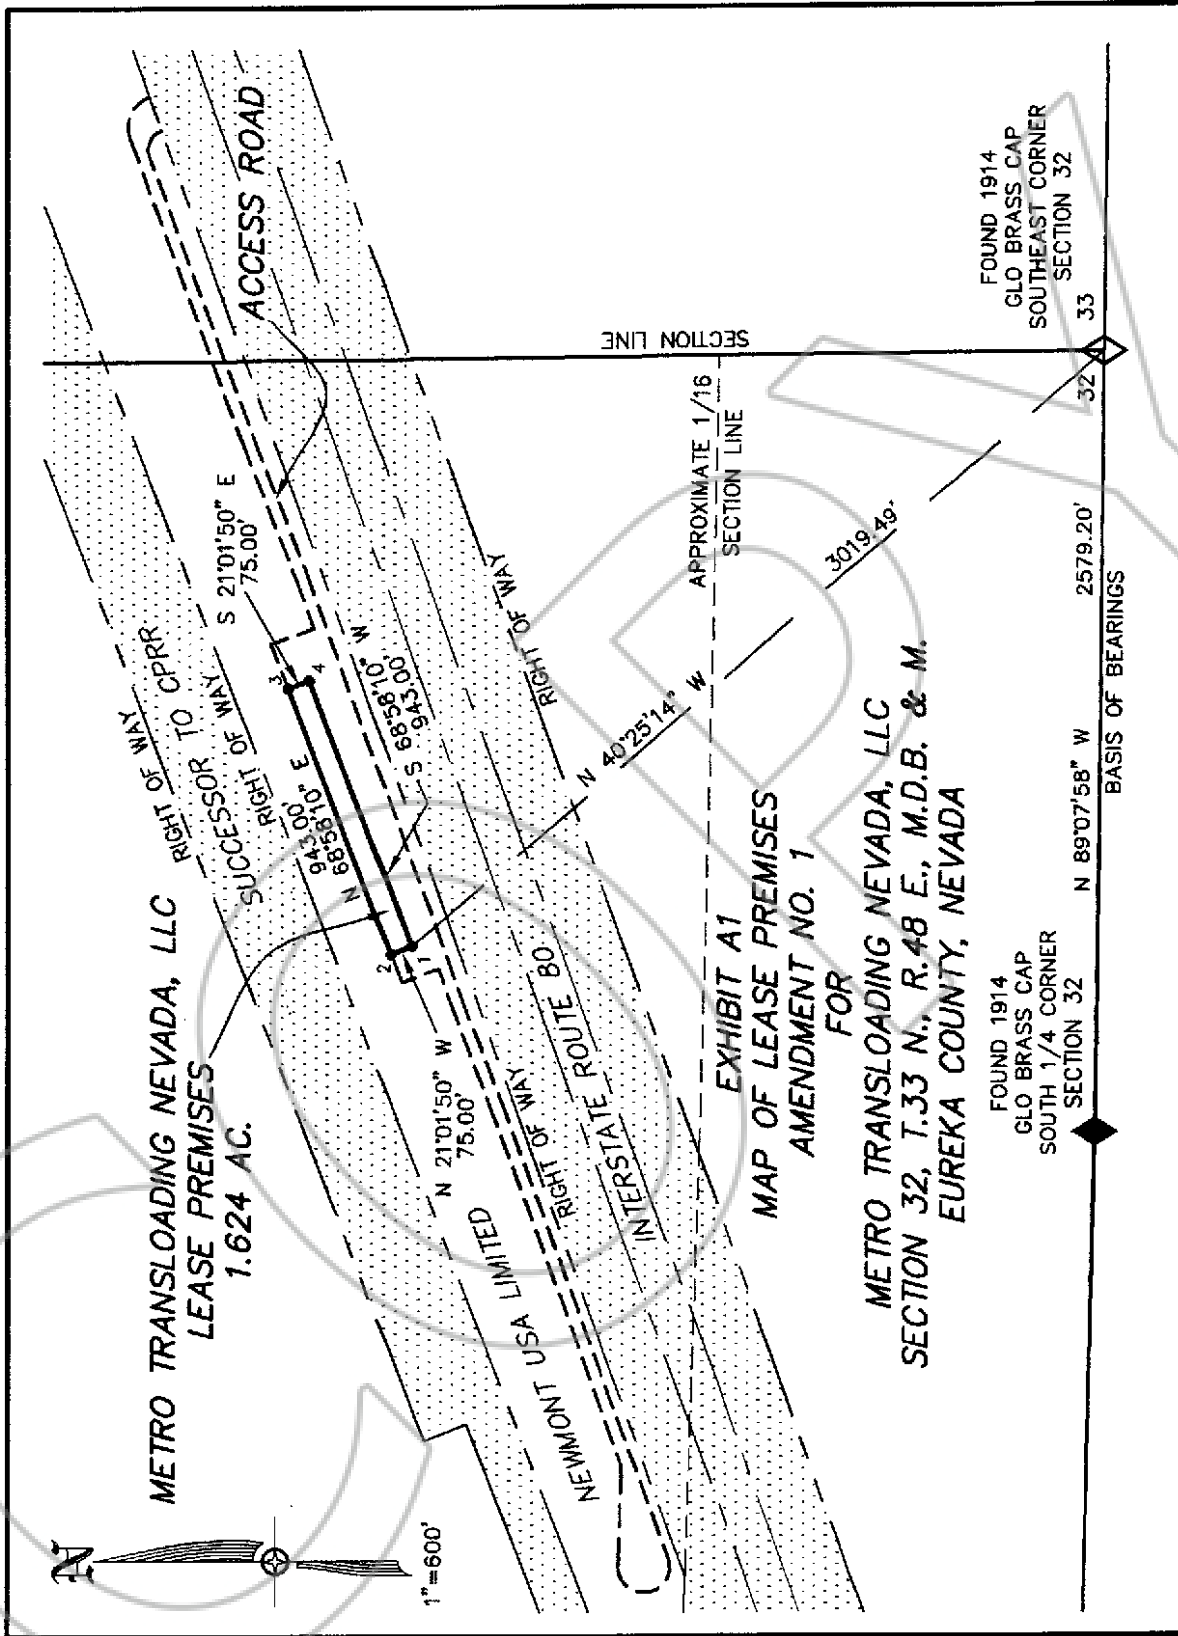 METRO TRANSLOADING NEVADA, LLC
LEASE PREMISES
1.624 AC.
N
1"=600'
RIGHT OF WAY
SUCCESSOR TO CPRR
RIGHT OF WAY
S 21°01'50" E
75.00'
ACCESS ROAD
943.00'
N 68°58'10" E
S 68°58'10" W
943.00'
1
2
3
4
N 21°01'50" W
75.00'
NEWMONT USA LIMITED
RIGHT OF WAY
INTERSTATE ROUTE 80
RIGHT OF WAY
SECTION LINE
APPROXIMATE 1/16
SECTION LINE
N 40°25'14" W
3019.49'
EXHIBIT A1
MAP OF LEASE PREMISES
AMENDMENT NO. 1
FOR
METRO TRANSLOADING NEVADA, LLC
SECTION 32, T.33 N., R.48 E., M.D.B. & M.
EUREKA COUNTY, NEVADA
FOUND 1914
GLO BRASS CAP
SOUTH 1/4 CORNER
SECTION 32
N 89°07'58" W
2579.20'
BASIS OF BEARINGS
FOUND 1914
GLO BRASS CAP
SOUTHEAST CORNER
SECTION 32
32
33
COPY